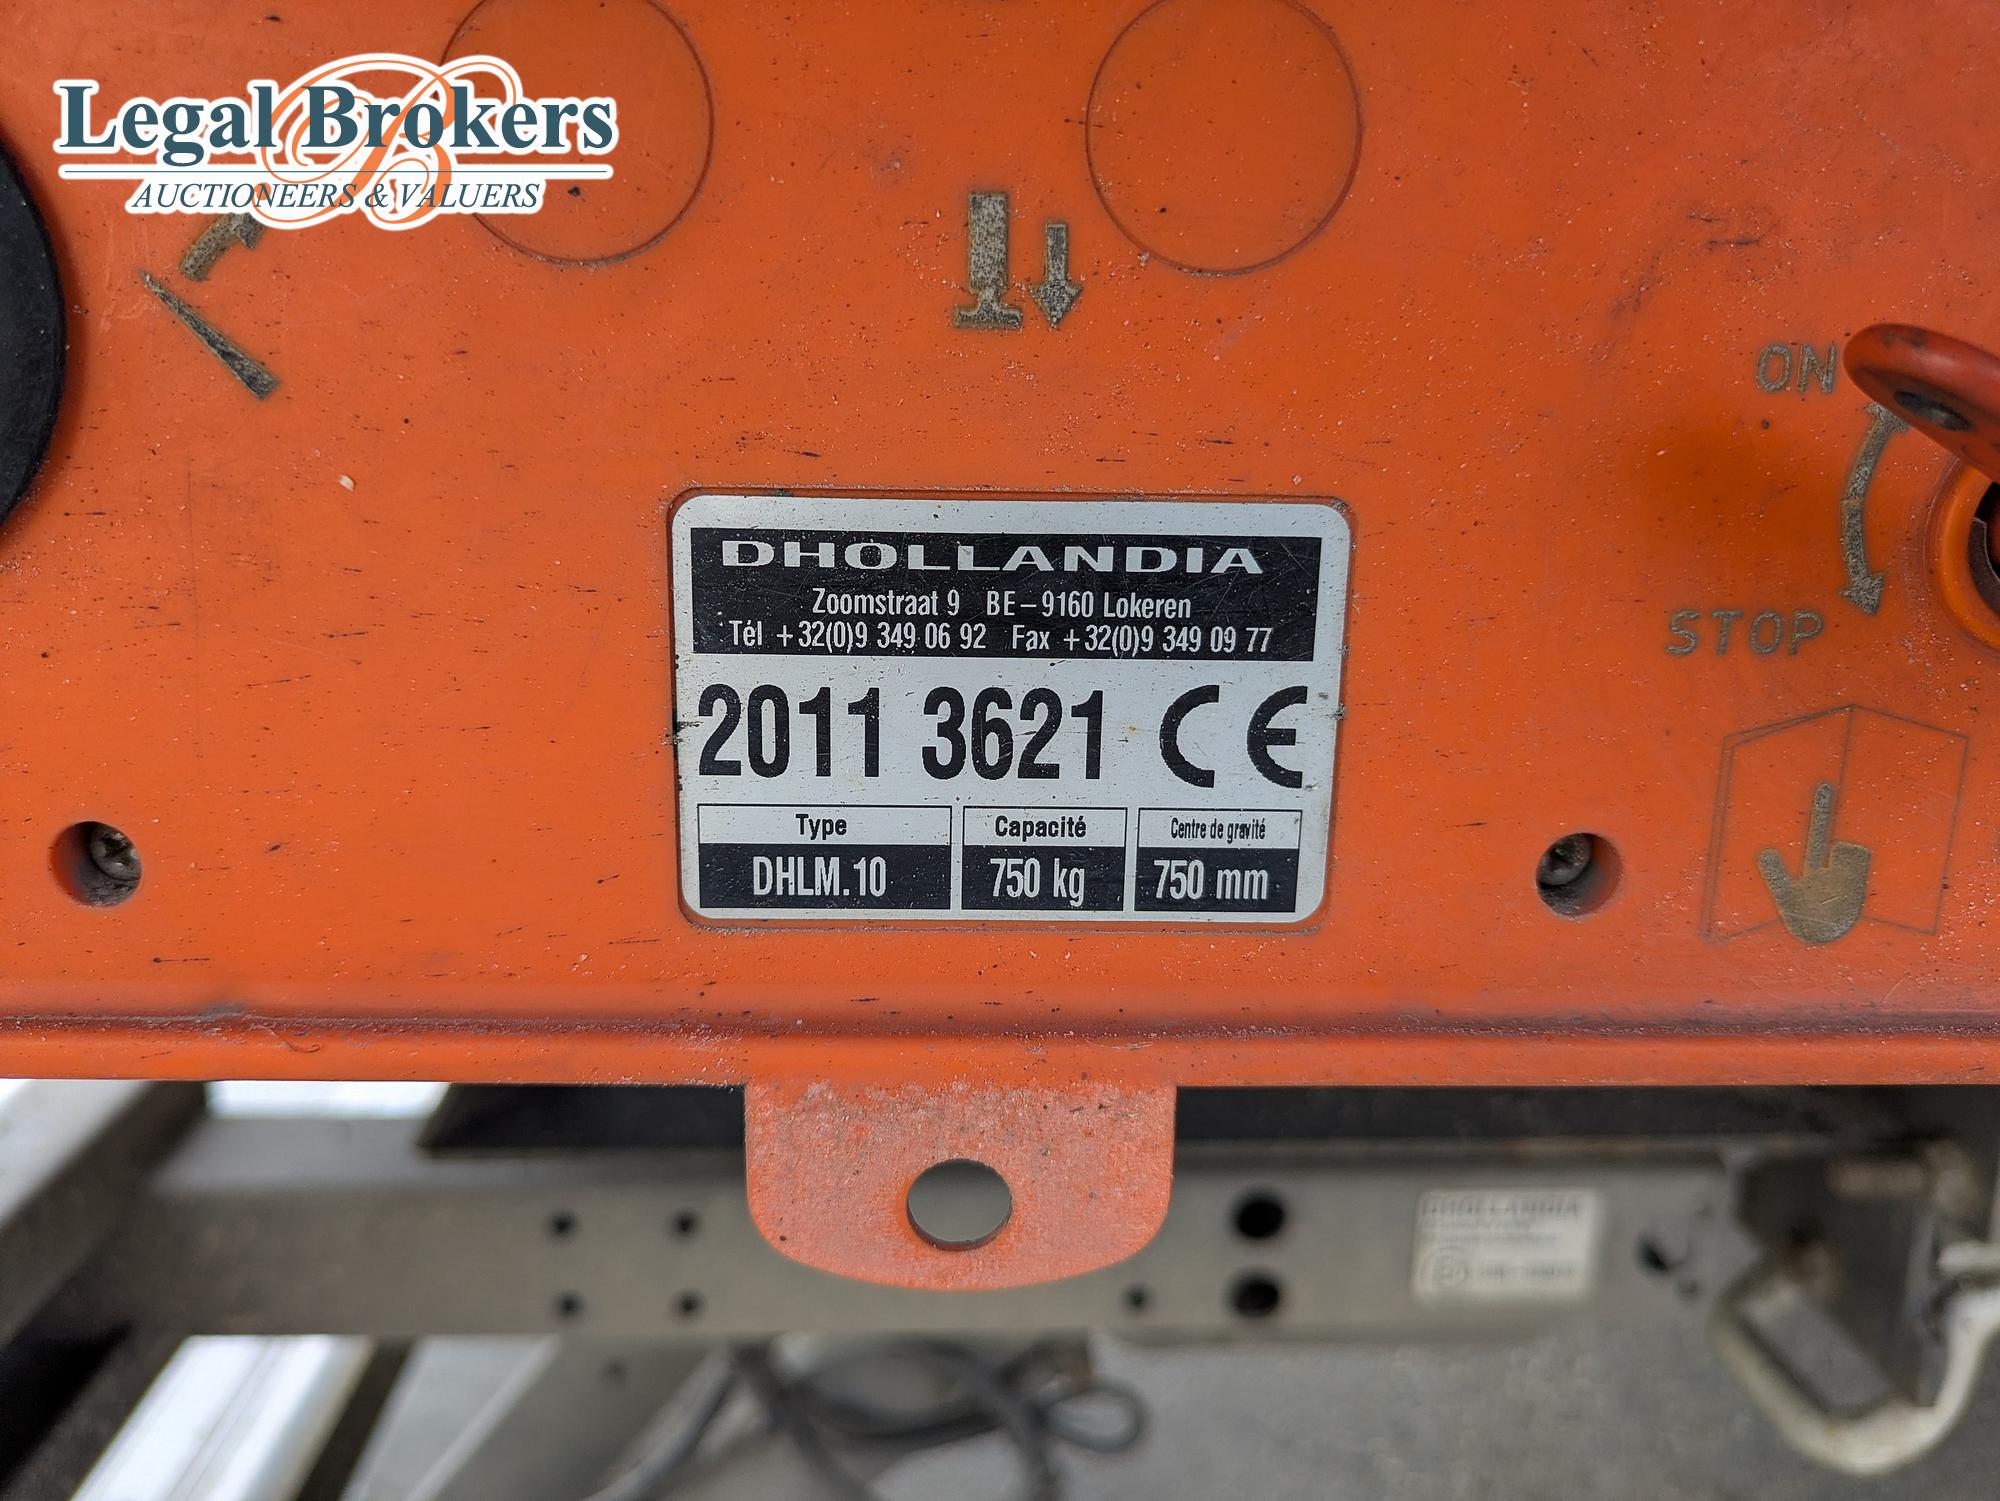 Legal Brokers
AUCTIONEERS & VALUERS
ON
STOP
DHOLLANDIA
Zoomstraat 9 BE-9160 Lokeren
Tél +32(0)9 349 06 92 Fax +32(0)9 349 09 77
2011 3621 CE
Type Capacité Centre de gravité
DHLM.10 750 kg 750 mm
DHOLLANDIA